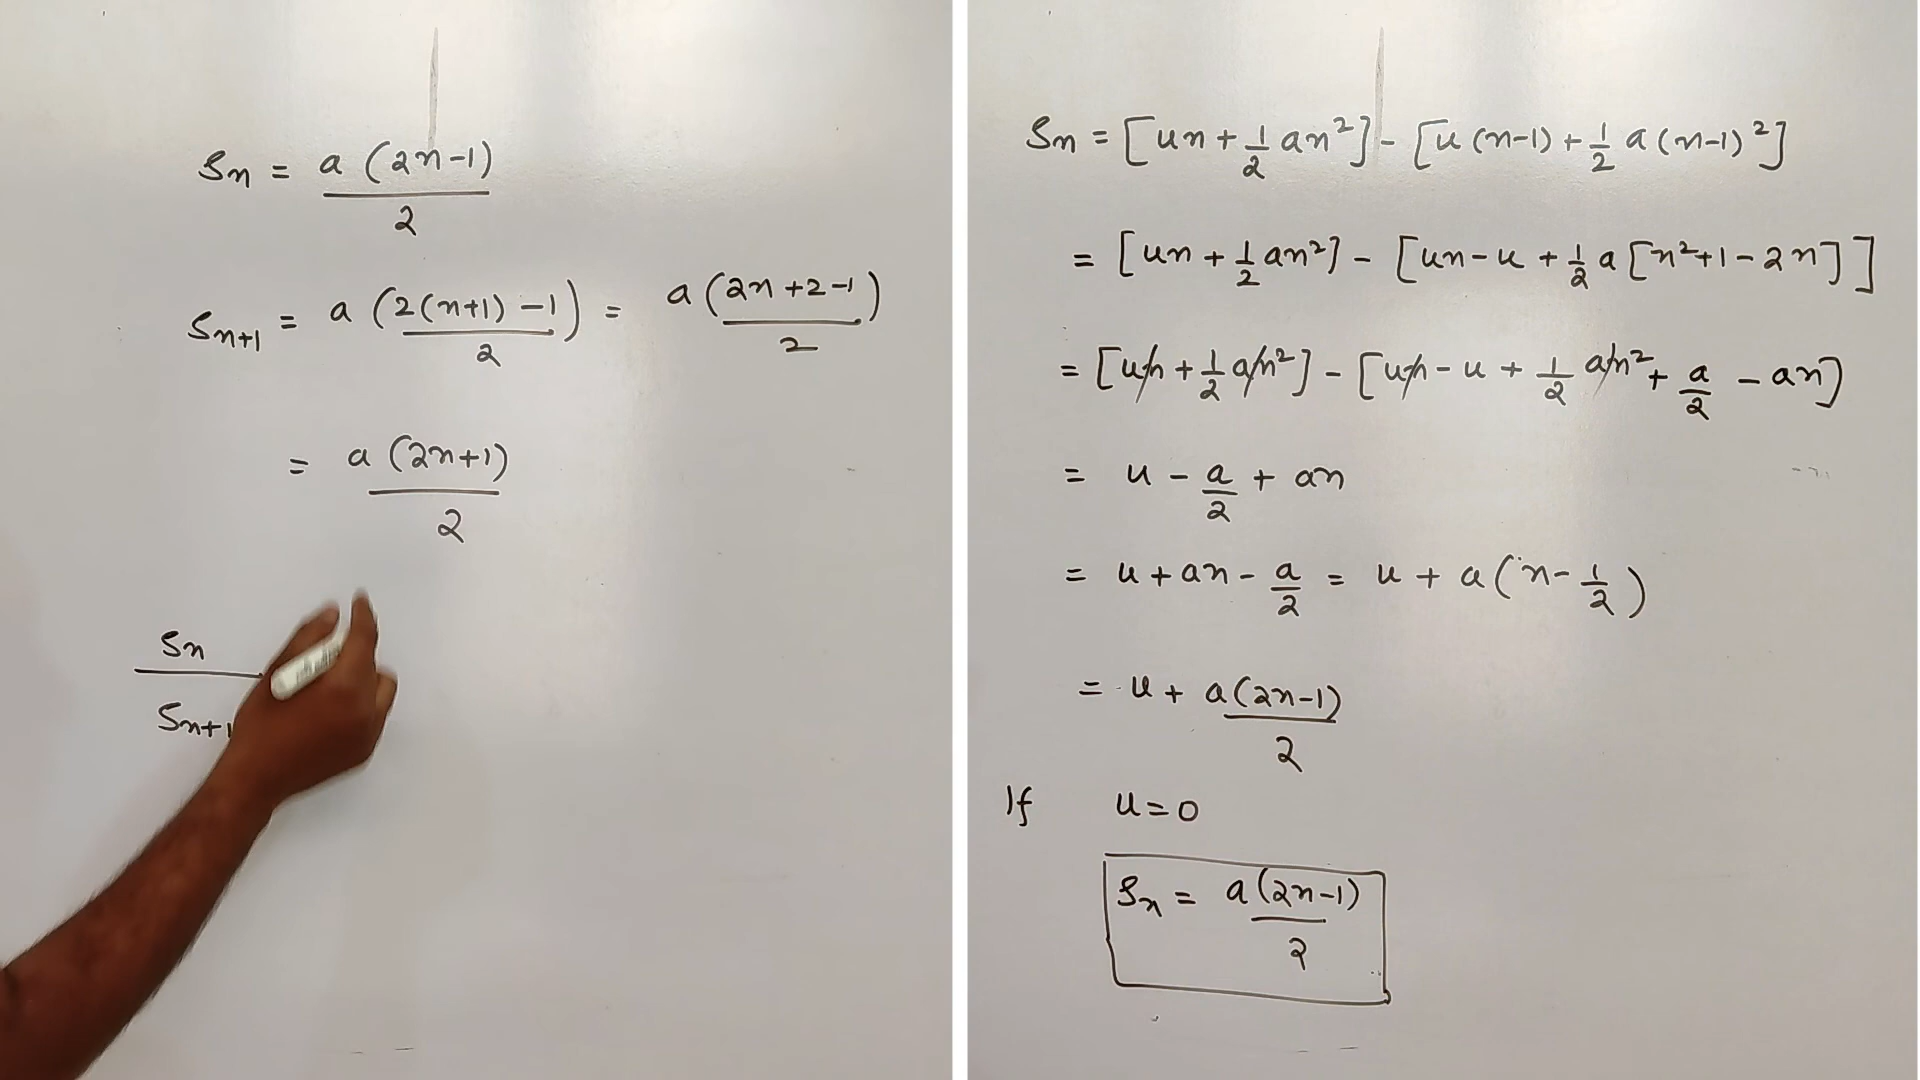 Sn = a (2n-1)
2
Sn+1 = a (2(n+1) -1) = a (2n+2-1)
2 2
= a (2n+1)
2
Sn
Sn+1
Sn = [un + 1/2 an²] - [u (n-1) + 1/2 a (n-1)²]
= [un + 1/2 an²] - [un - u + 1/2 a [n²+1-2n]]
= [un + 1/2 an²] - [un - u + 1/2 an² + a/2 - an]
= u - a/2 + an
= u + an - a/2 = u + a (n - 1/2)
= u + a(2n-1)
2
If u=0
Sn = a(2n-1)
2